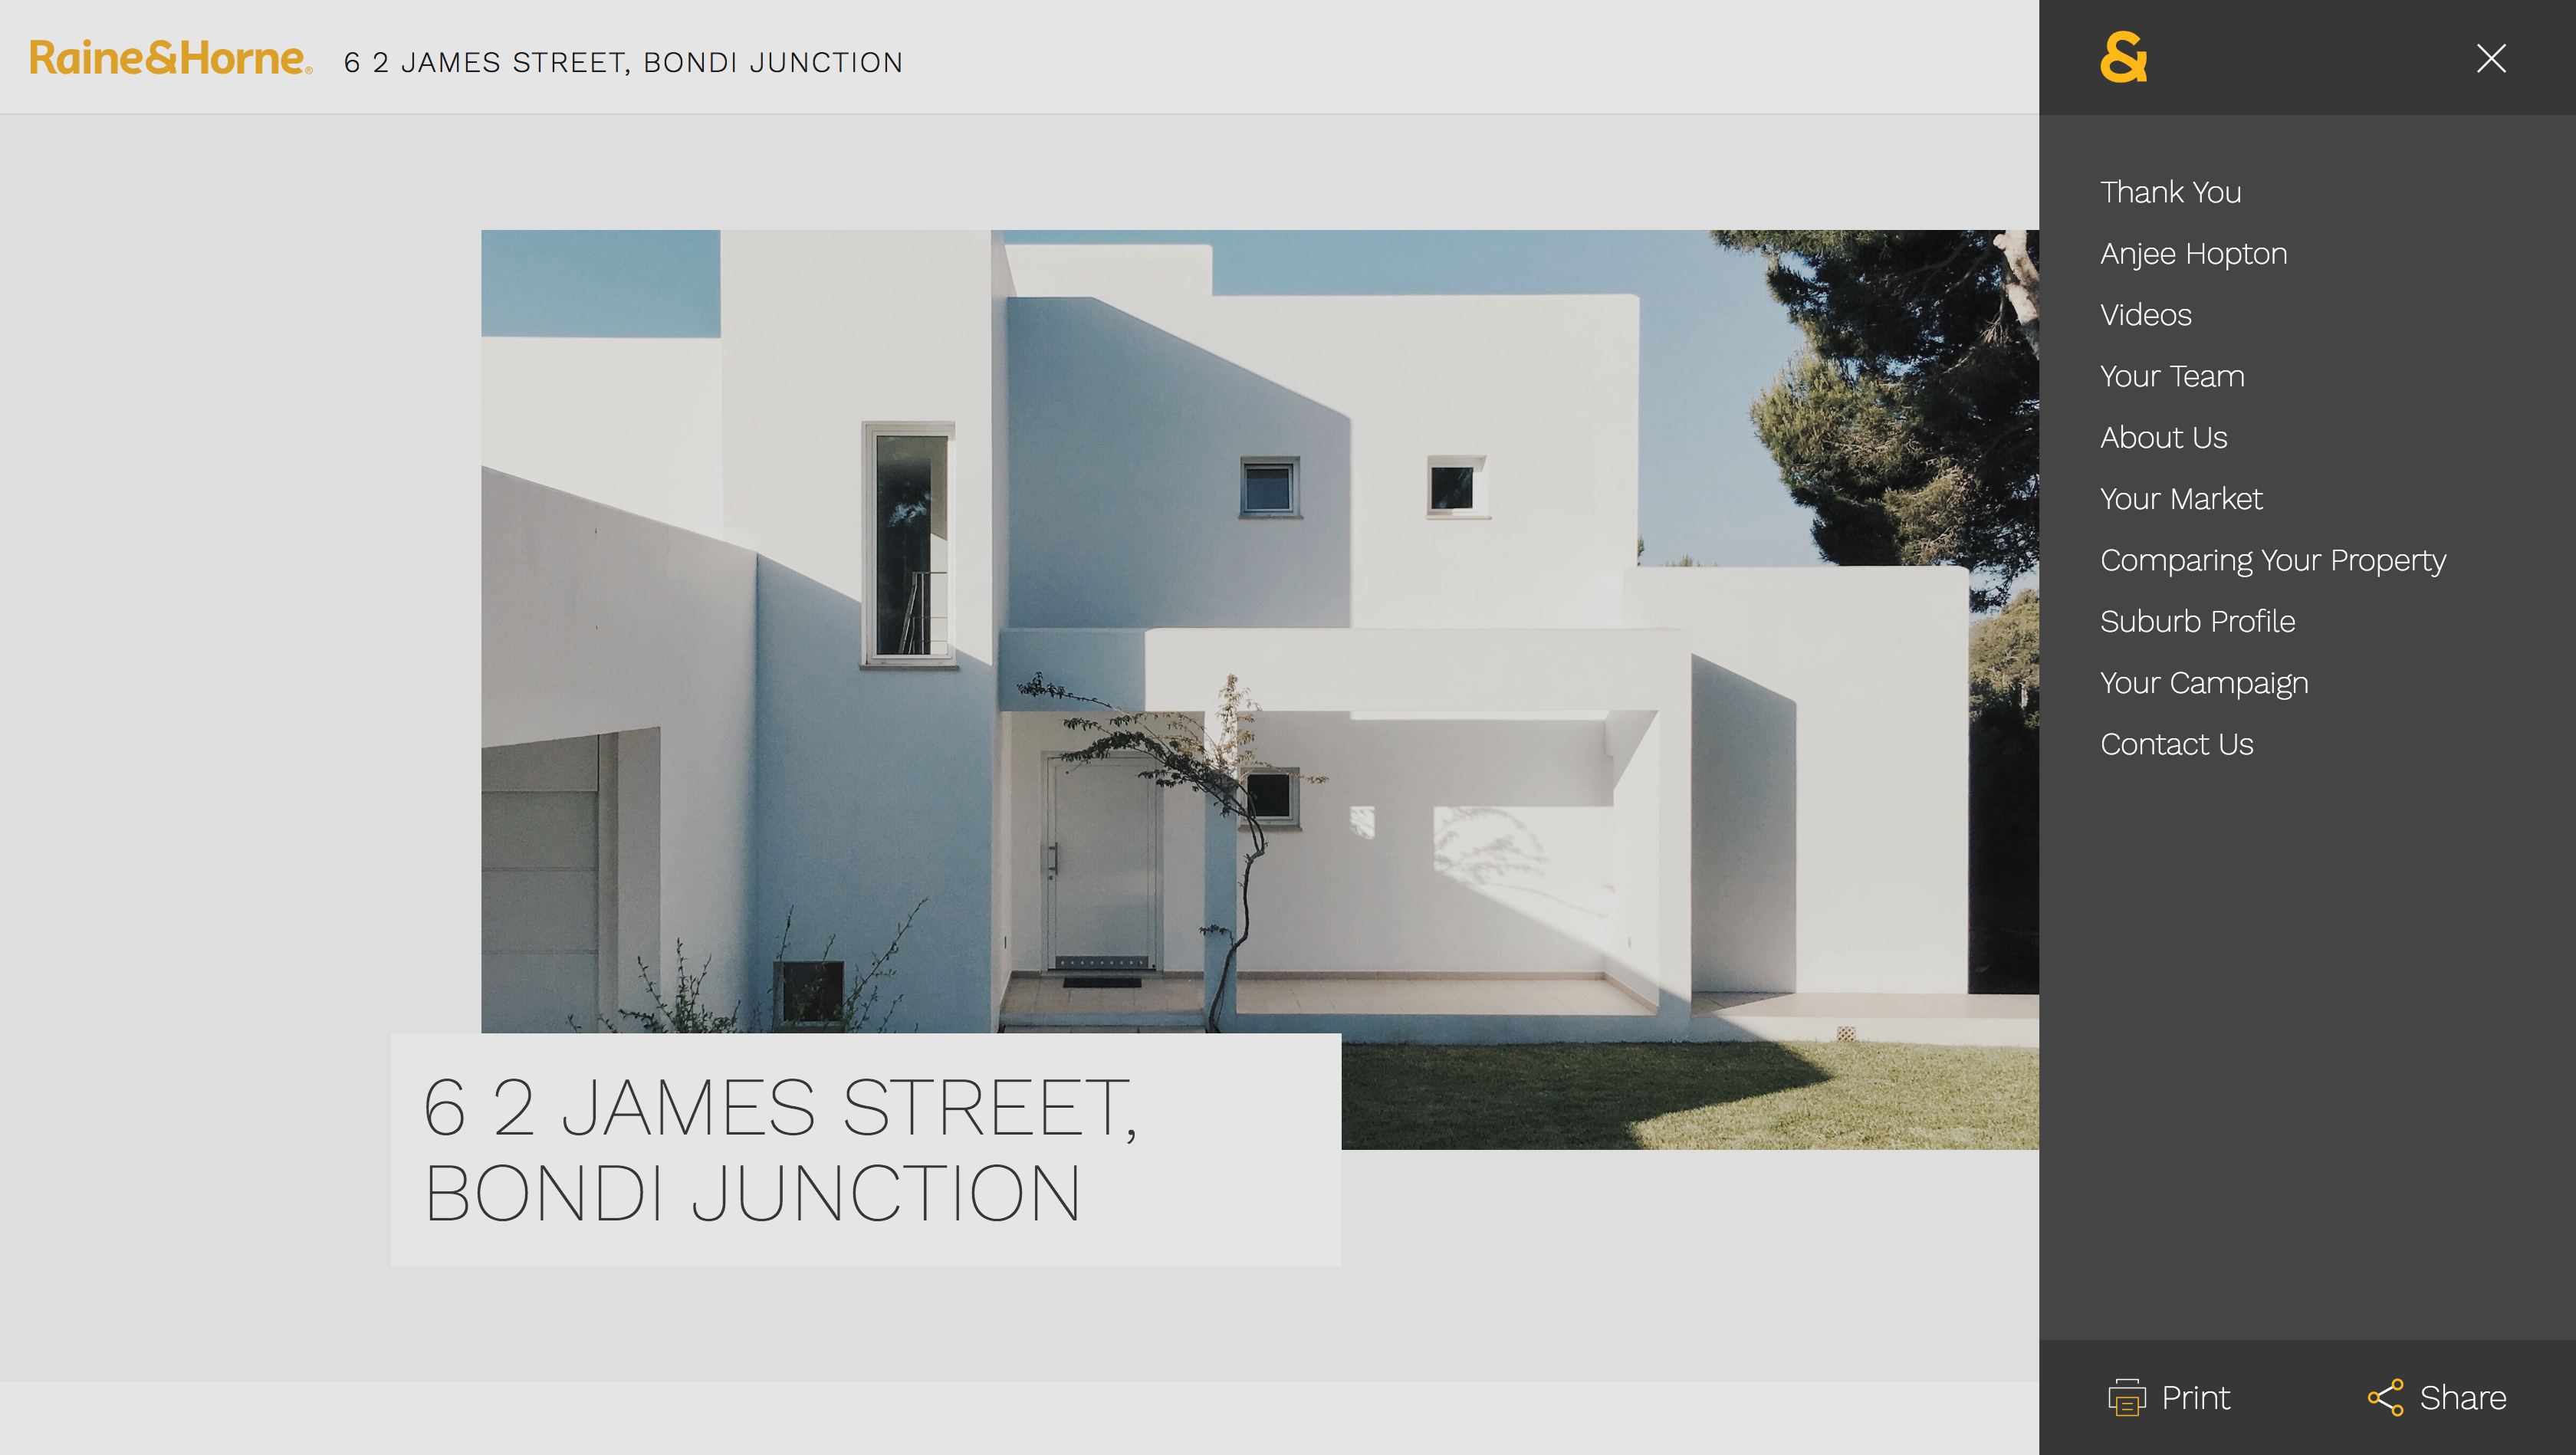 Raine&Horne®
6 2 JAMES STREET, BONDI JUNCTION
&
Thank You
Anjee Hopton
Videos
Your Team
About Us
Your Market
Comparing Your Property
Suburb Profile
Your Campaign
Contact Us
6 2 JAMES STREET,
BONDI JUNCTION
Print
Share